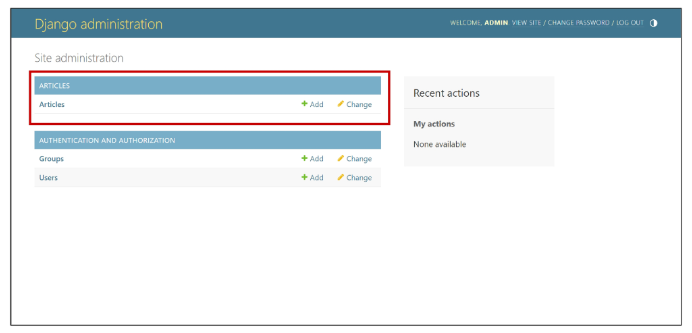 Django administration
WELCOME, ADMIN. VIEW SITE / CHANGE PASSWORD / LOG OUT
Site administration
ARTICLES
Articles + Add Change
AUTHENTICATION AND AUTHORIZATION
Groups + Add Change
Users + Add Change
Recent actions
My actions
None available